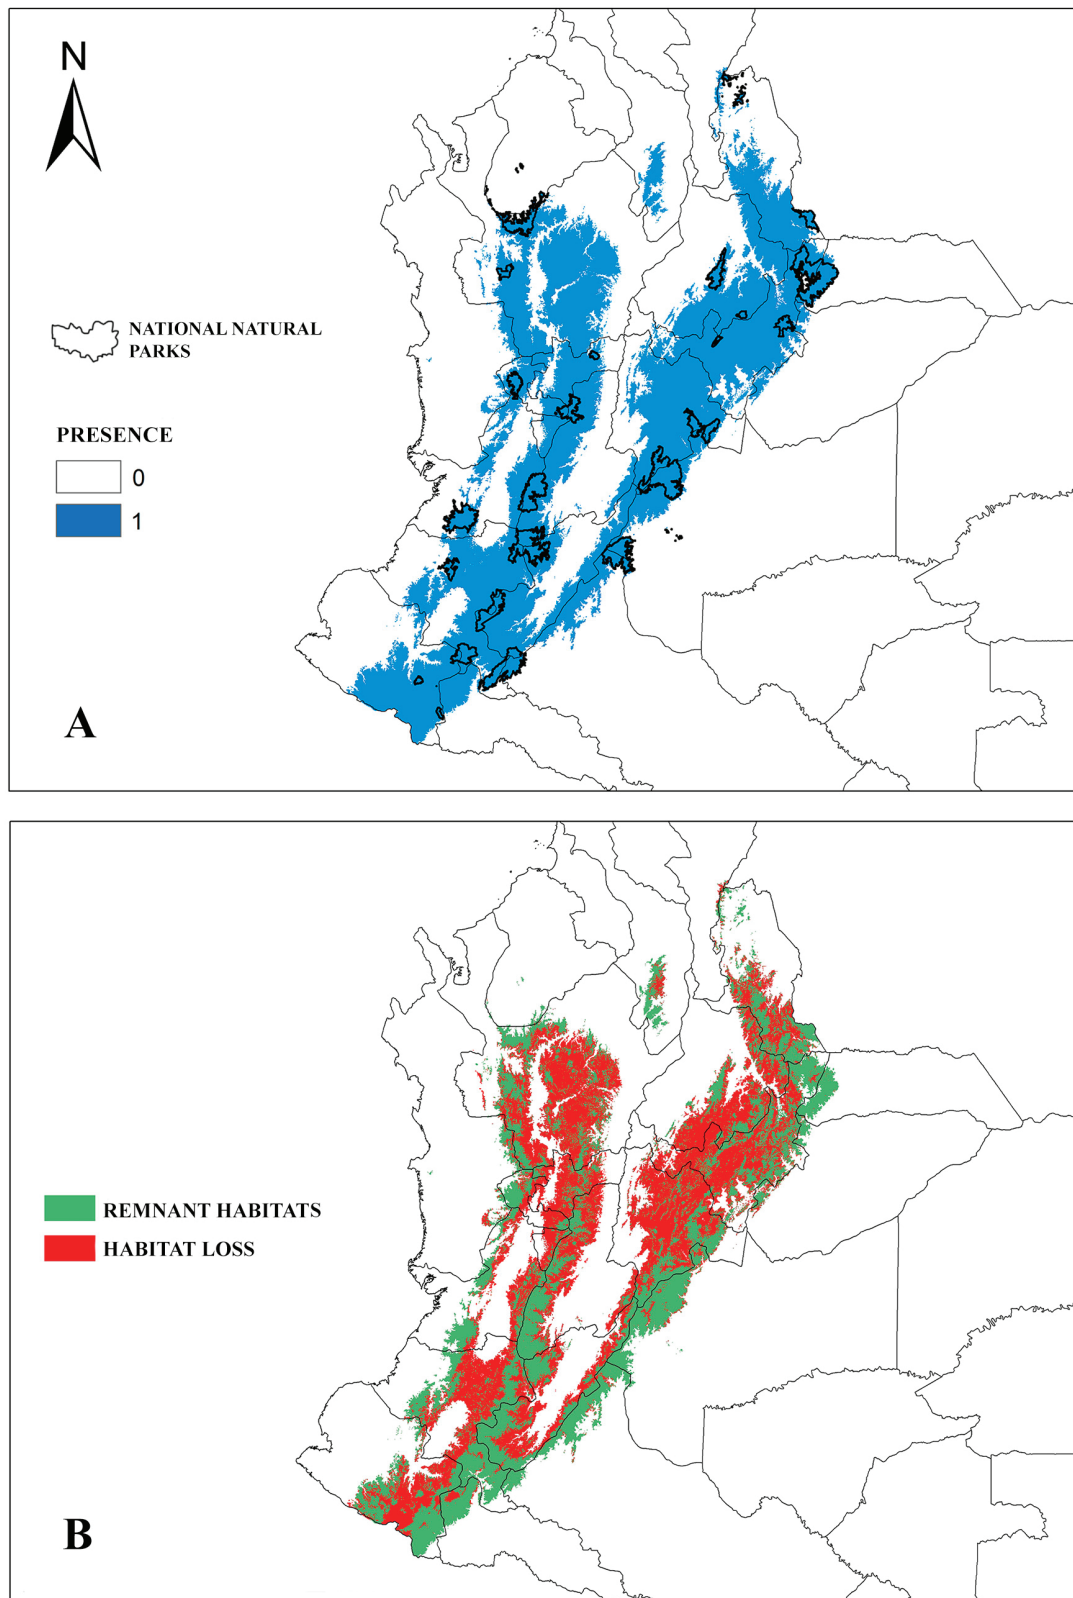 N
NATIONAL NATURAL
PARKS
PRESENCE
0
1
A
REMNANT HABITATS
HABITAT LOSS
B